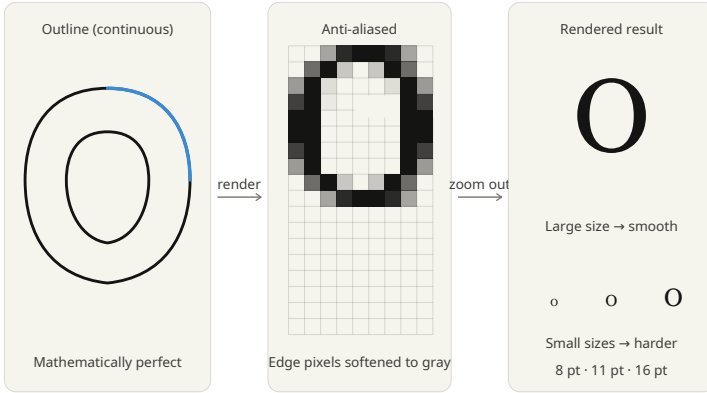 Outline (continuous)
Mathematically perfect
render
Anti-aliased
Edge pixels softened to gray
zoom out
Rendered result
O
Large size → smooth
o o o
Small sizes → harder
8 pt · 11 pt · 16 pt